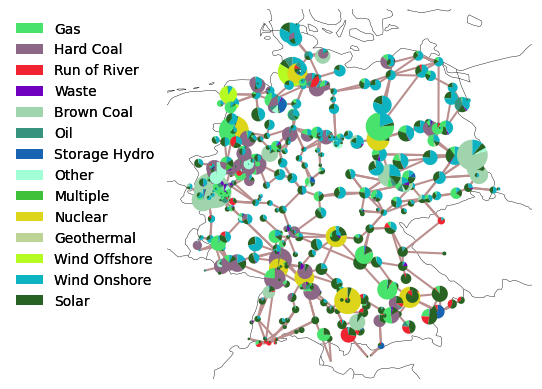 Gas
Hard Coal
Run of River
Waste
Brown Coal
Oil
Storage Hydro
Other
Multiple
Nuclear
Geothermal
Wind Offshore
Wind Onshore
Solar